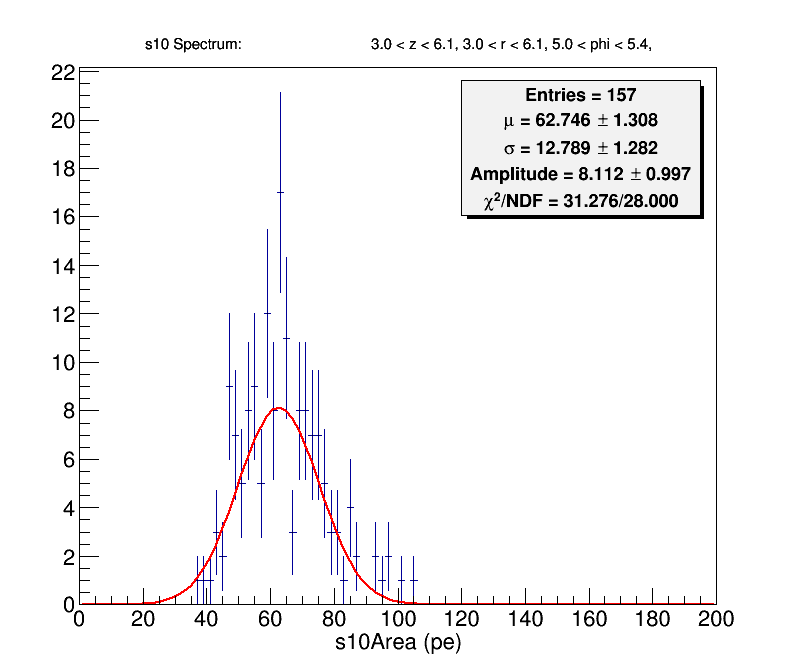 s10 Spectrum: 3.0 < z < 6.1, 3.0 < r < 6.1, 5.0 < phi < 5.4,
Entries = 157
μ = 62.746 ± 1.308
σ = 12.789 ± 1.282
Amplitude = 8.112 ± 0.997
χ²/NDF = 31.276/28.000
22
20
18
16
14
12
10
8
6
4
2
0
0 20 40 60 80 100 120 140 160 180 200
s10Area (pe)